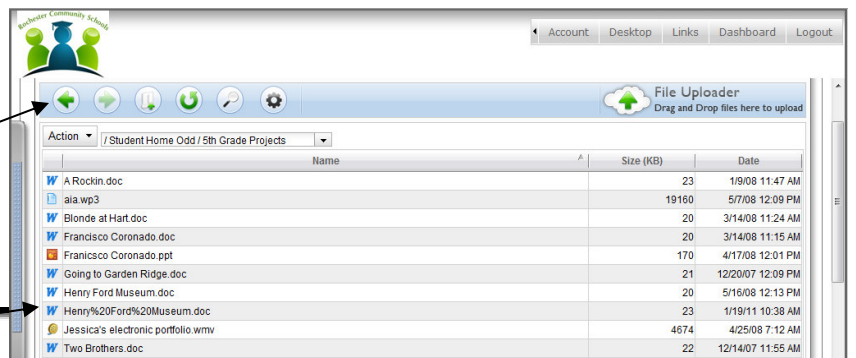 Rochester Community Schools
Account Desktop Links Dashboard Logout
File Uploader
Drag and Drop files here to upload
Action / Student Home Odd / 5th Grade Projects
Name Size (KB) Date
A Rockin.doc 23 1/9/08 11:47 AM
aia.wp3 19160 5/7/08 12:09 PM
Blonde at Hart.doc 20 3/14/08 11:24 AM
Francisco Coronado.doc 20 3/14/08 11:15 AM
Franicsco Coronado.ppt 170 4/17/08 12:01 PM
Going to Garden Ridge.doc 21 12/20/07 12:09 PM
Henry Ford Museum.doc 20 5/16/08 12:13 PM
Henry%20Ford%20Museum.doc 23 1/19/11 10:38 AM
Jessica's electronic portfolio.wmv 4674 4/25/08 7:12 AM
Two Brothers.doc 22 12/14/07 11:55 AM